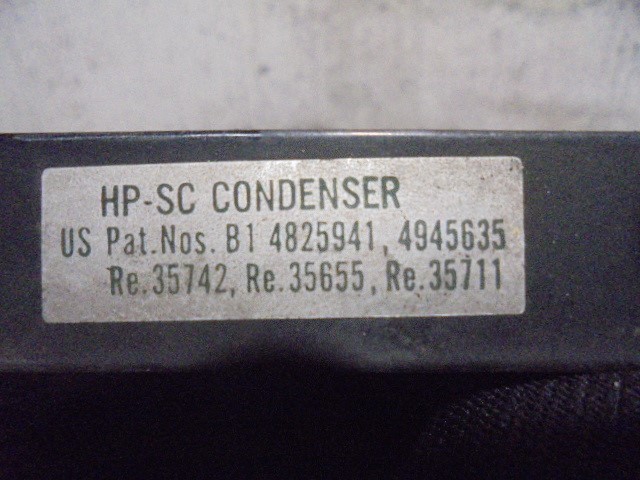 HP-SC CONDENSER
US Pat.Nos. B1 4825941, 4945635
Re.35742, Re.35655, Re.35711